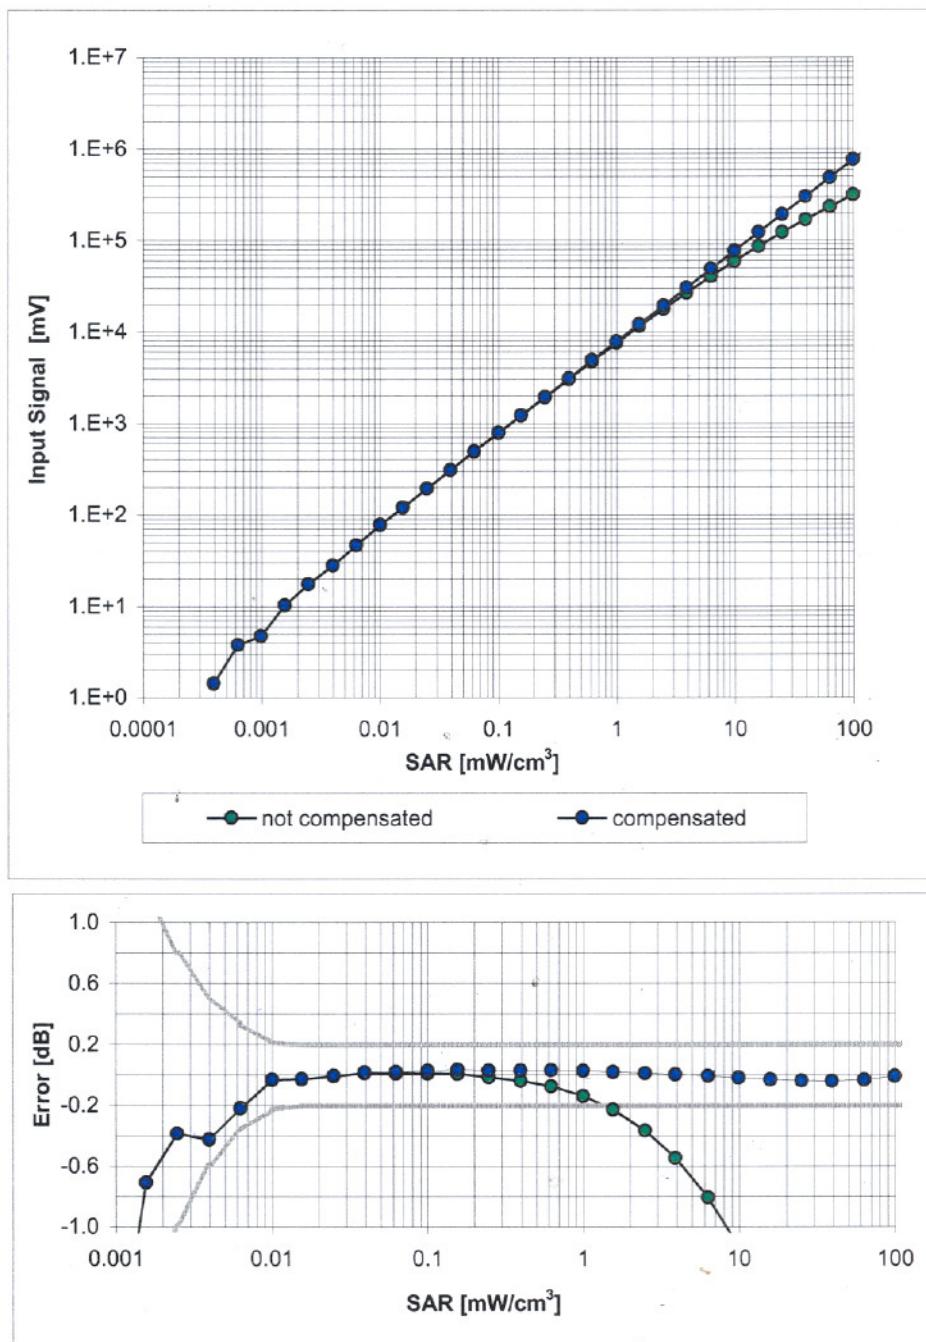 1.E+7
1.E+6
1.E+5
1.E+4
1.E+3
1.E+2
1.E+1
1.E+0
Input Signal [mV]
0.0001 0.001 0.01 0.1 1 10 100
SAR [mW/cm³]
not compensated compensated
1.0
0.6
0.2
-0.2
-0.6
-1.0
Error [dB]
0.001 0.01 0.1 1 10 100
SAR [mW/cm³]